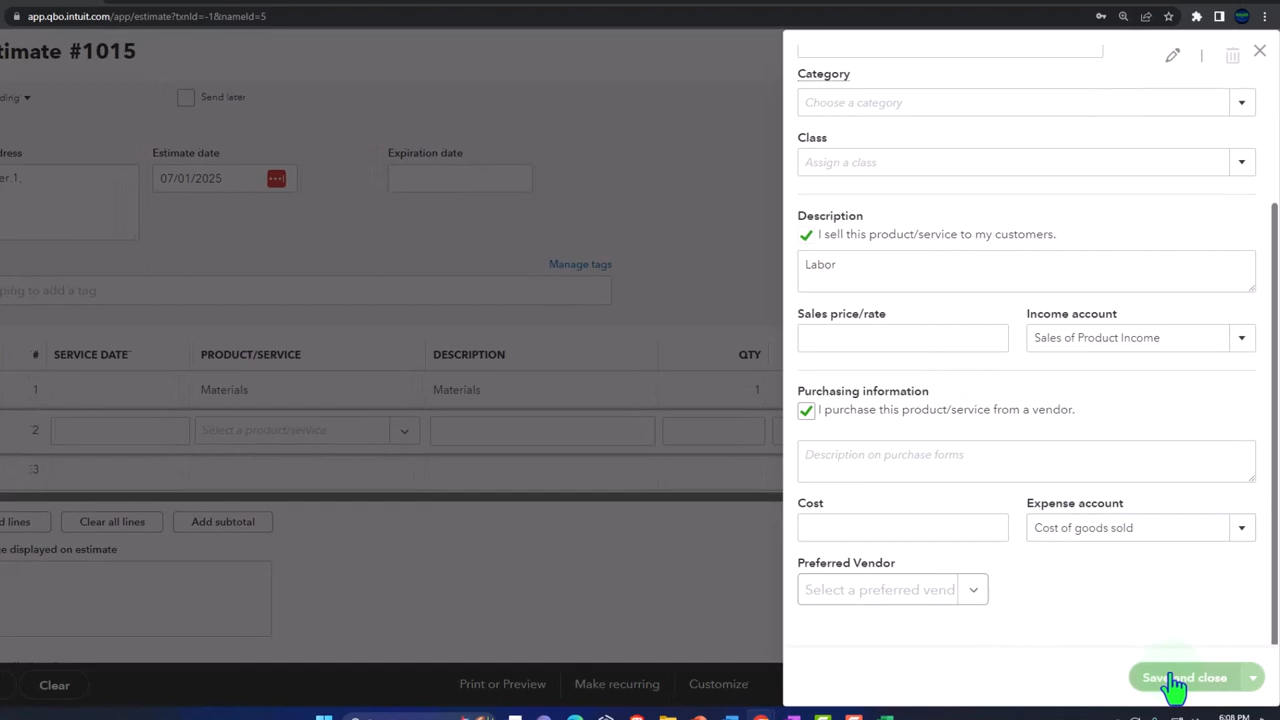 app.qbo.intuit.com/app/estimate?txnId=-1&nameId=5
timate #1015
ding
Send later
dress
Estimate date
Expiration date
er.1.
07/01/2025
Manage tags
ping to add a tag
# SERVICE DATE PRODUCT/SERVICE DESCRIPTION QTY
1 Materials Materials 1
2 Select a product/service
3
d lines
Clear all lines
Add subtotal
ge displayed on estimate
Clear
Print or Preview
Make recurring
Customize
Category
Choose a category
Class
Assign a class
Description
I sell this product/service to my customers.
Labor
Sales price/rate
Income account
Sales of Product Income
Purchasing information
I purchase this product/service from a vendor.
Description on purchase forms
Cost
Expense account
Cost of goods sold
Preferred Vendor
Select a preferred vend
Save and close
6:08 PM